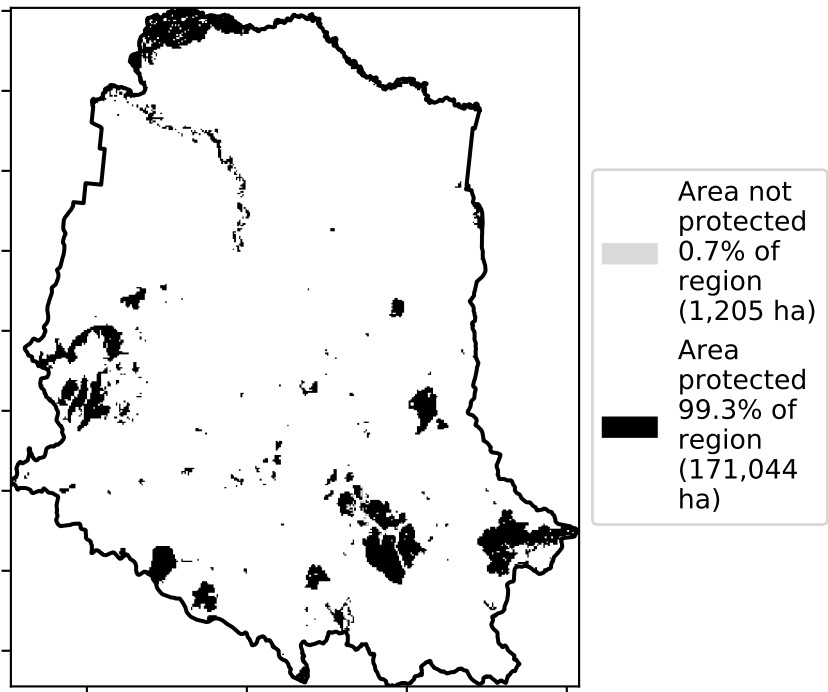 Area not
protected
0.7% of
region
(1,205 ha)
Area
protected
99.3% of
region
(171,044
ha)